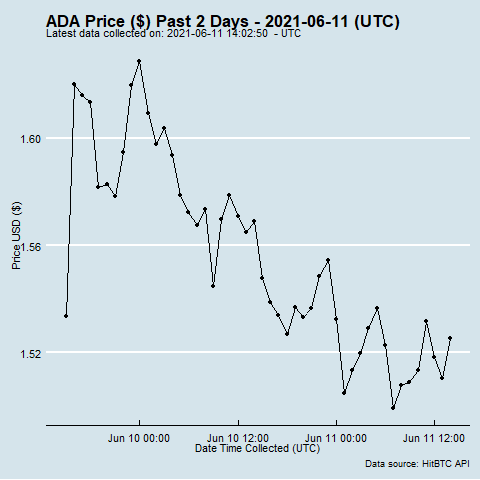 ADA Price ($) Past 2 Days - 2021-06-11 (UTC)
Latest data collected on: 2021-06-11 14:02:50 - UTC
1.60
1.56
1.52
Price USD ($)
Jun 10 00:00 Jun 10 12:00 Jun 11 00:00 Jun 11 12:00
Date Time Collected (UTC)
Data source: HitBTC API